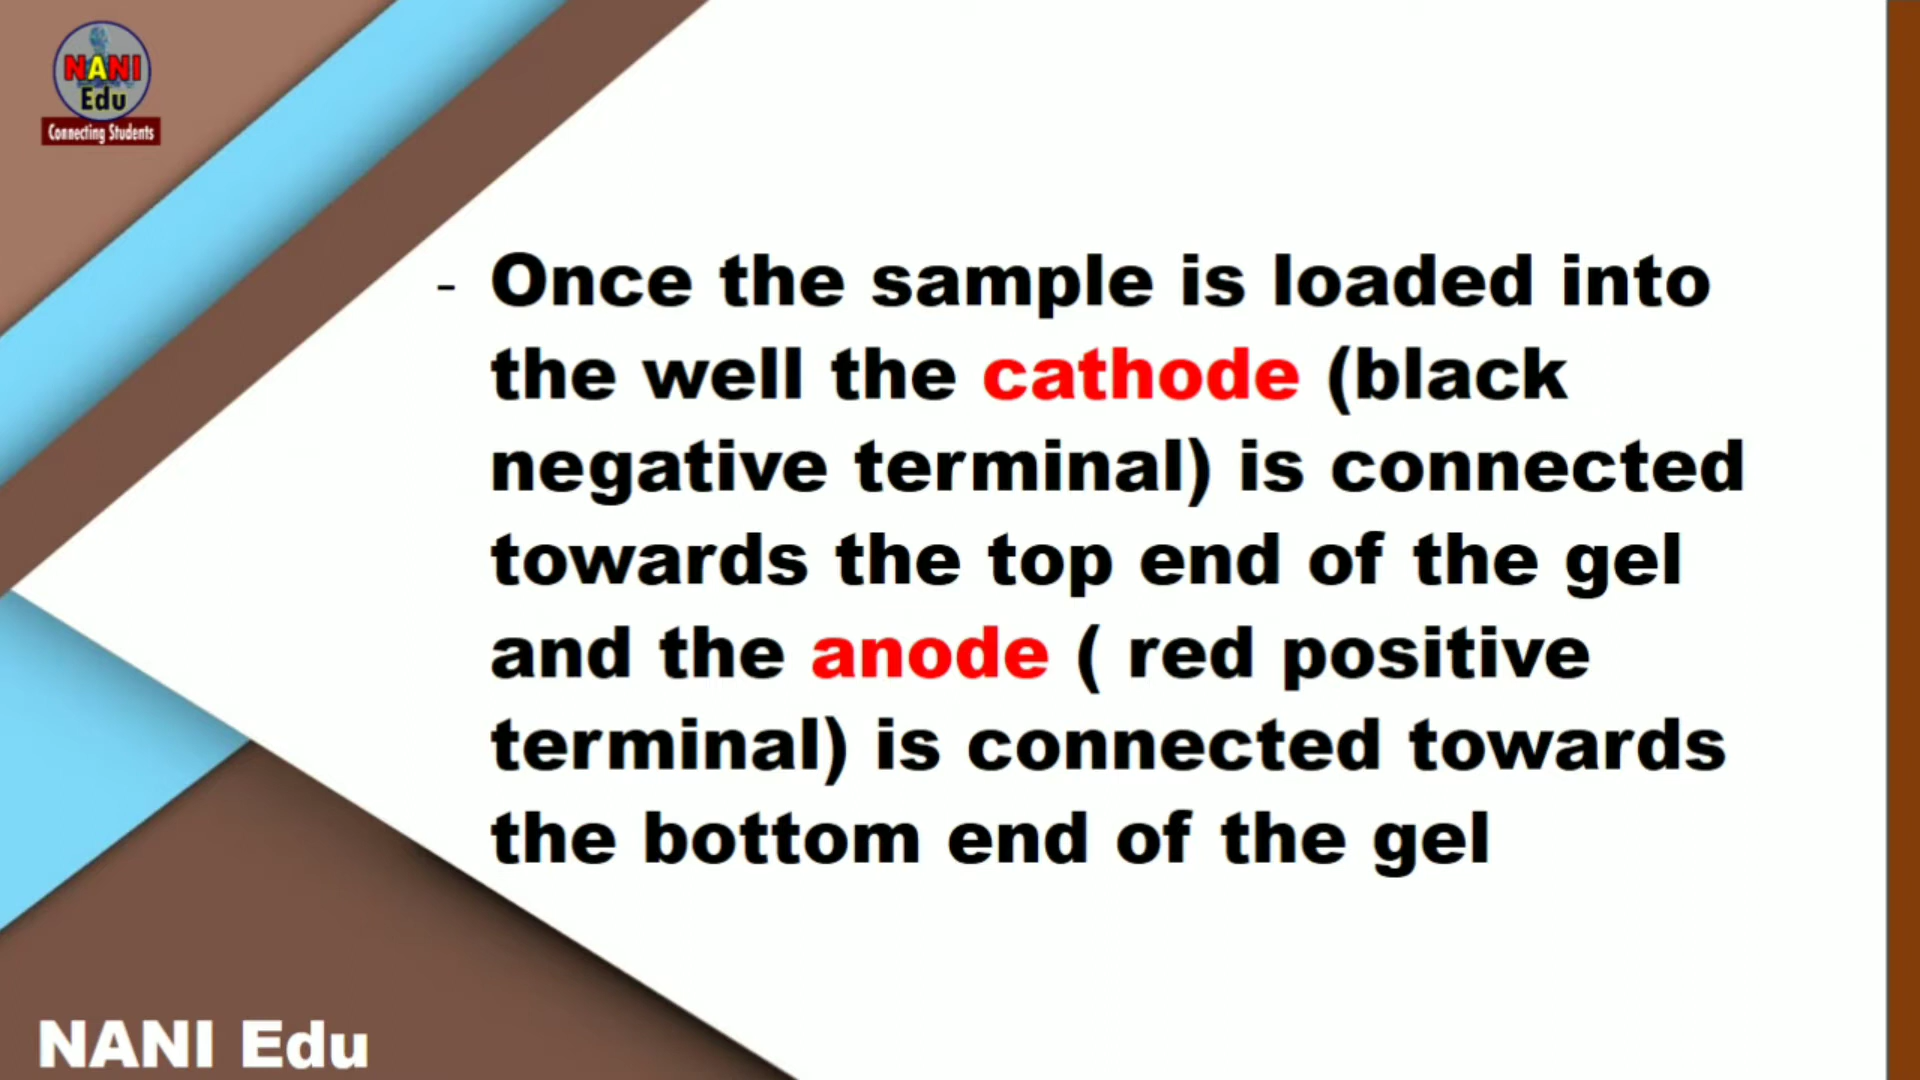 NANI
Edu
Connecting Students
- Once the sample is loaded into
the well the cathode (black
negative terminal) is connected
towards the top end of the gel
and the anode ( red positive
terminal) is connected towards
the bottom end of the gel
NANI Edu